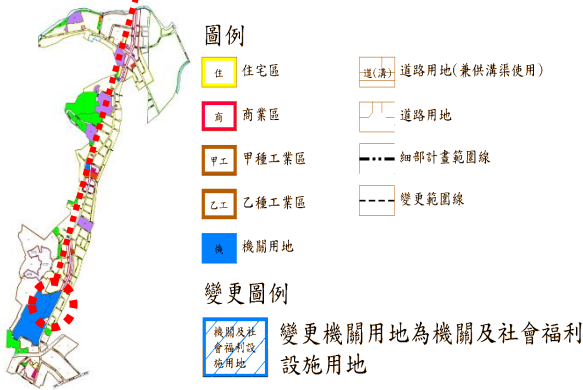 圖例
住 住宅區
道(溝) 道路用地(兼供溝渠使用)
商 商業區
道路用地
甲工 甲種工業區
細部計畫範圍線
乙工 乙種工業區
變更範圍線
機 機關用地
變更圖例
機關及社
會福利設
施用地
變更機關用地為機關及社會福利
設施用地